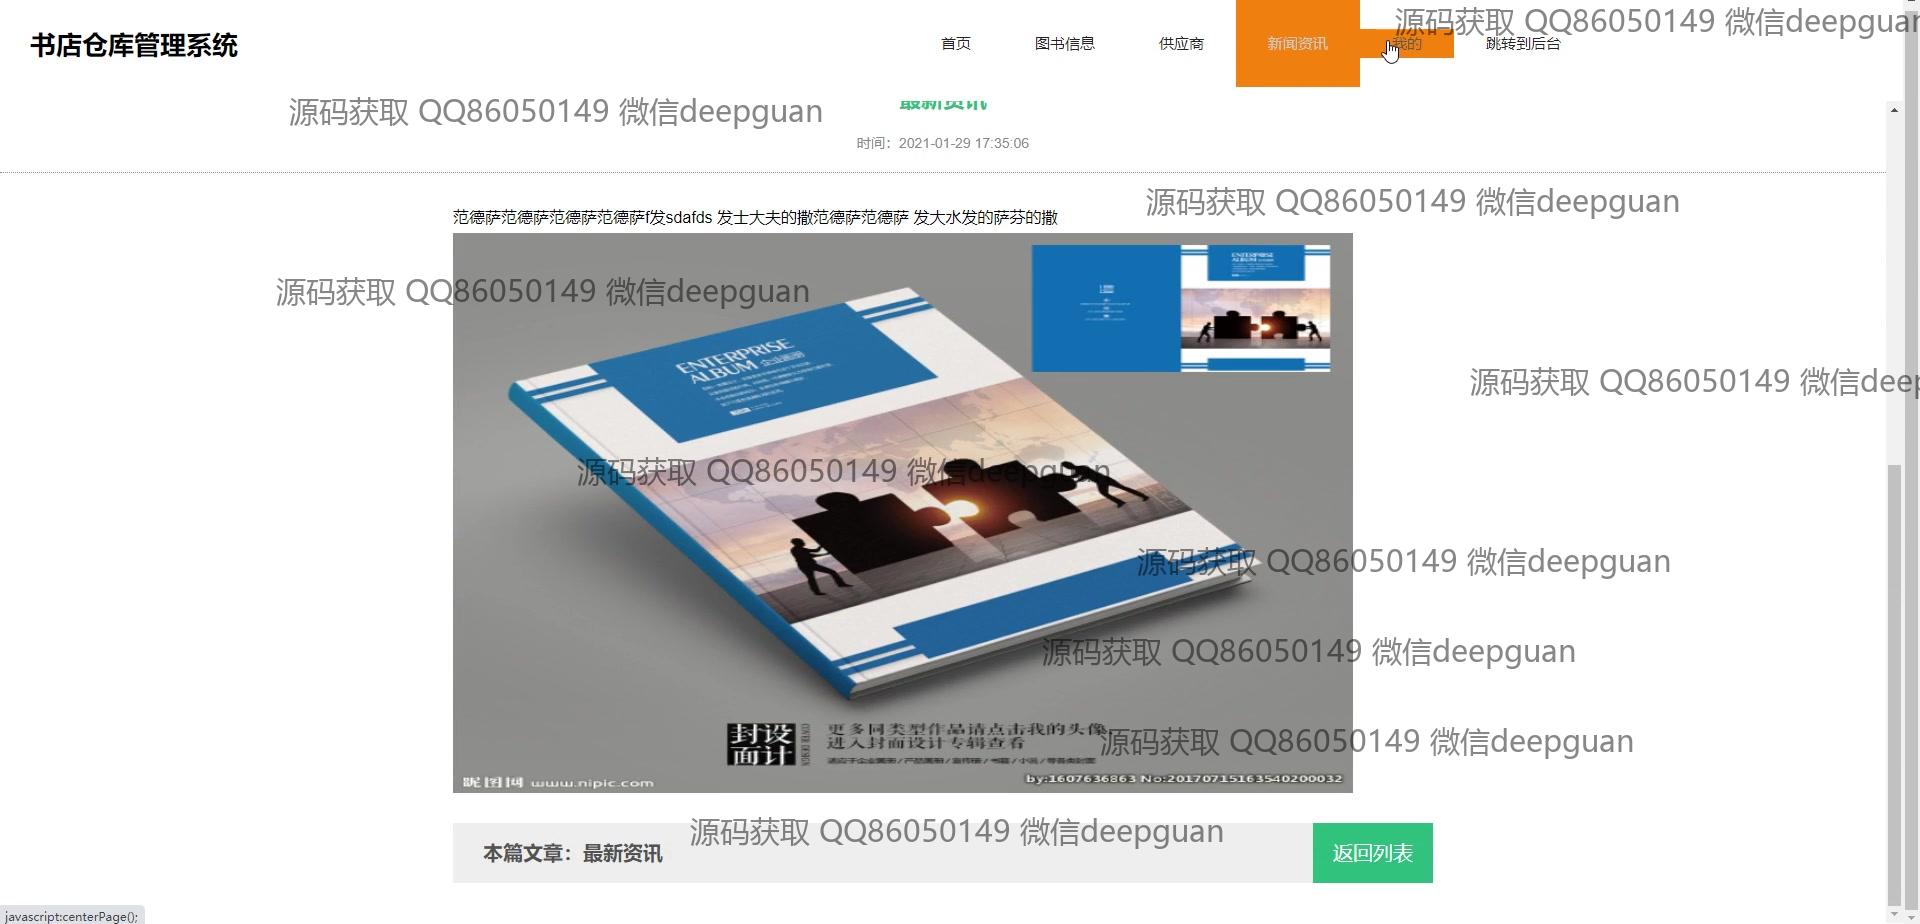 书店仓库管理系统
首页 图书信息 供应商 新闻资讯 我的 跳转到后台
源码获取 QQ86050149 微信deepguan
源码获取 QQ86050149 微信deepguan
最新资讯
时间：2021-01-29 17:35:06
源码获取 QQ86050149 微信deepguan
范德萨范德萨范德萨范德萨f发sdafds 发士大夫的撒范德萨范德萨 发大水发的萨芬的撒
源码获取 QQ86050149 微信deepguan
ENTERPRISE
ALBUM 企业画册
源码获取 QQ86050149 微信deep
源码获取 QQ86050149 微信deepguan
源码获取 QQ86050149 微信deepguan
源码获取 QQ86050149 微信deepguan
封设
面计
更多同类型作品请点击我的头像,
进入封面设计专辑查看
源码获取 QQ86050149 微信deepguan
昵图网 www.nipic.com
by:1607636863 No:20170715163540200032
源码获取 QQ86050149 微信deepguan
本篇文章：最新资讯
返回列表
javascript:centerPage();